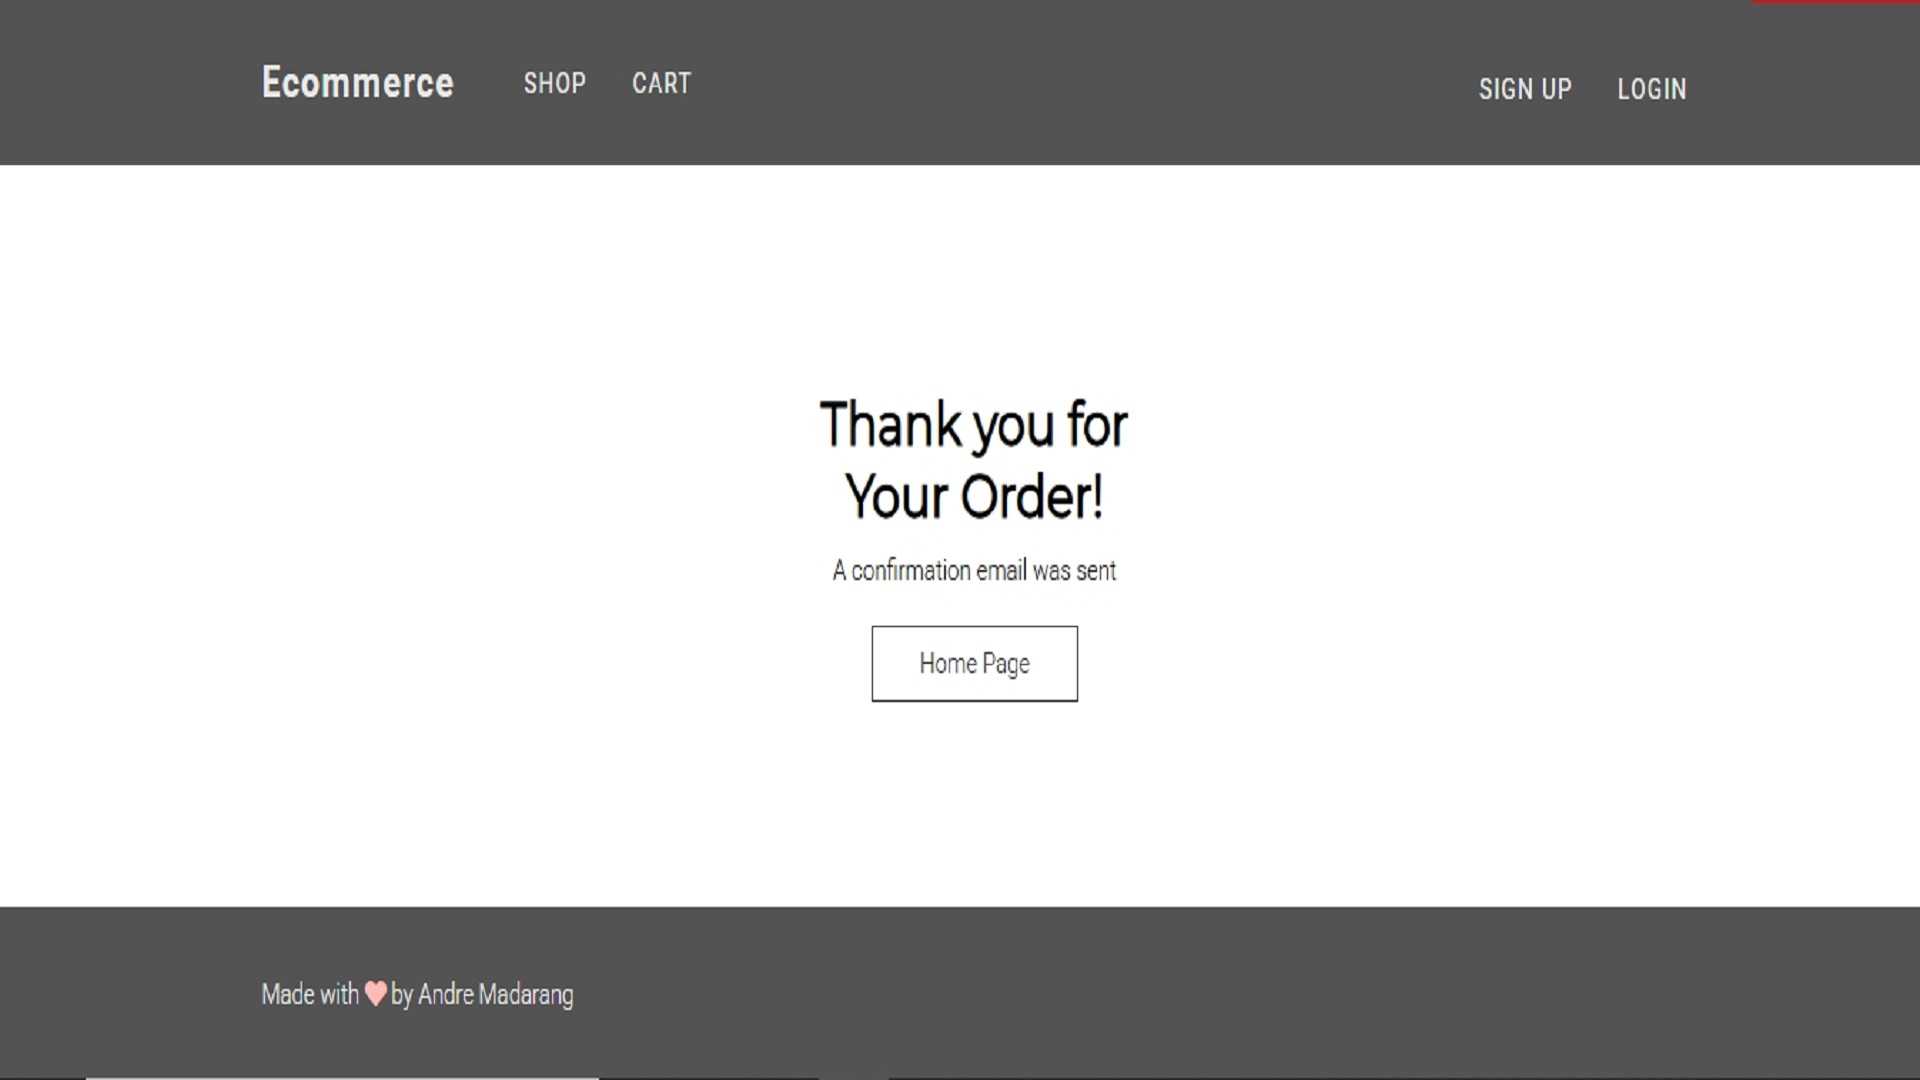 Ecommerce SHOP CART SIGN UP LOGIN
Thank you for
Your Order!
A confirmation email was sent
Home Page
Made with ♥ by Andre Madarang